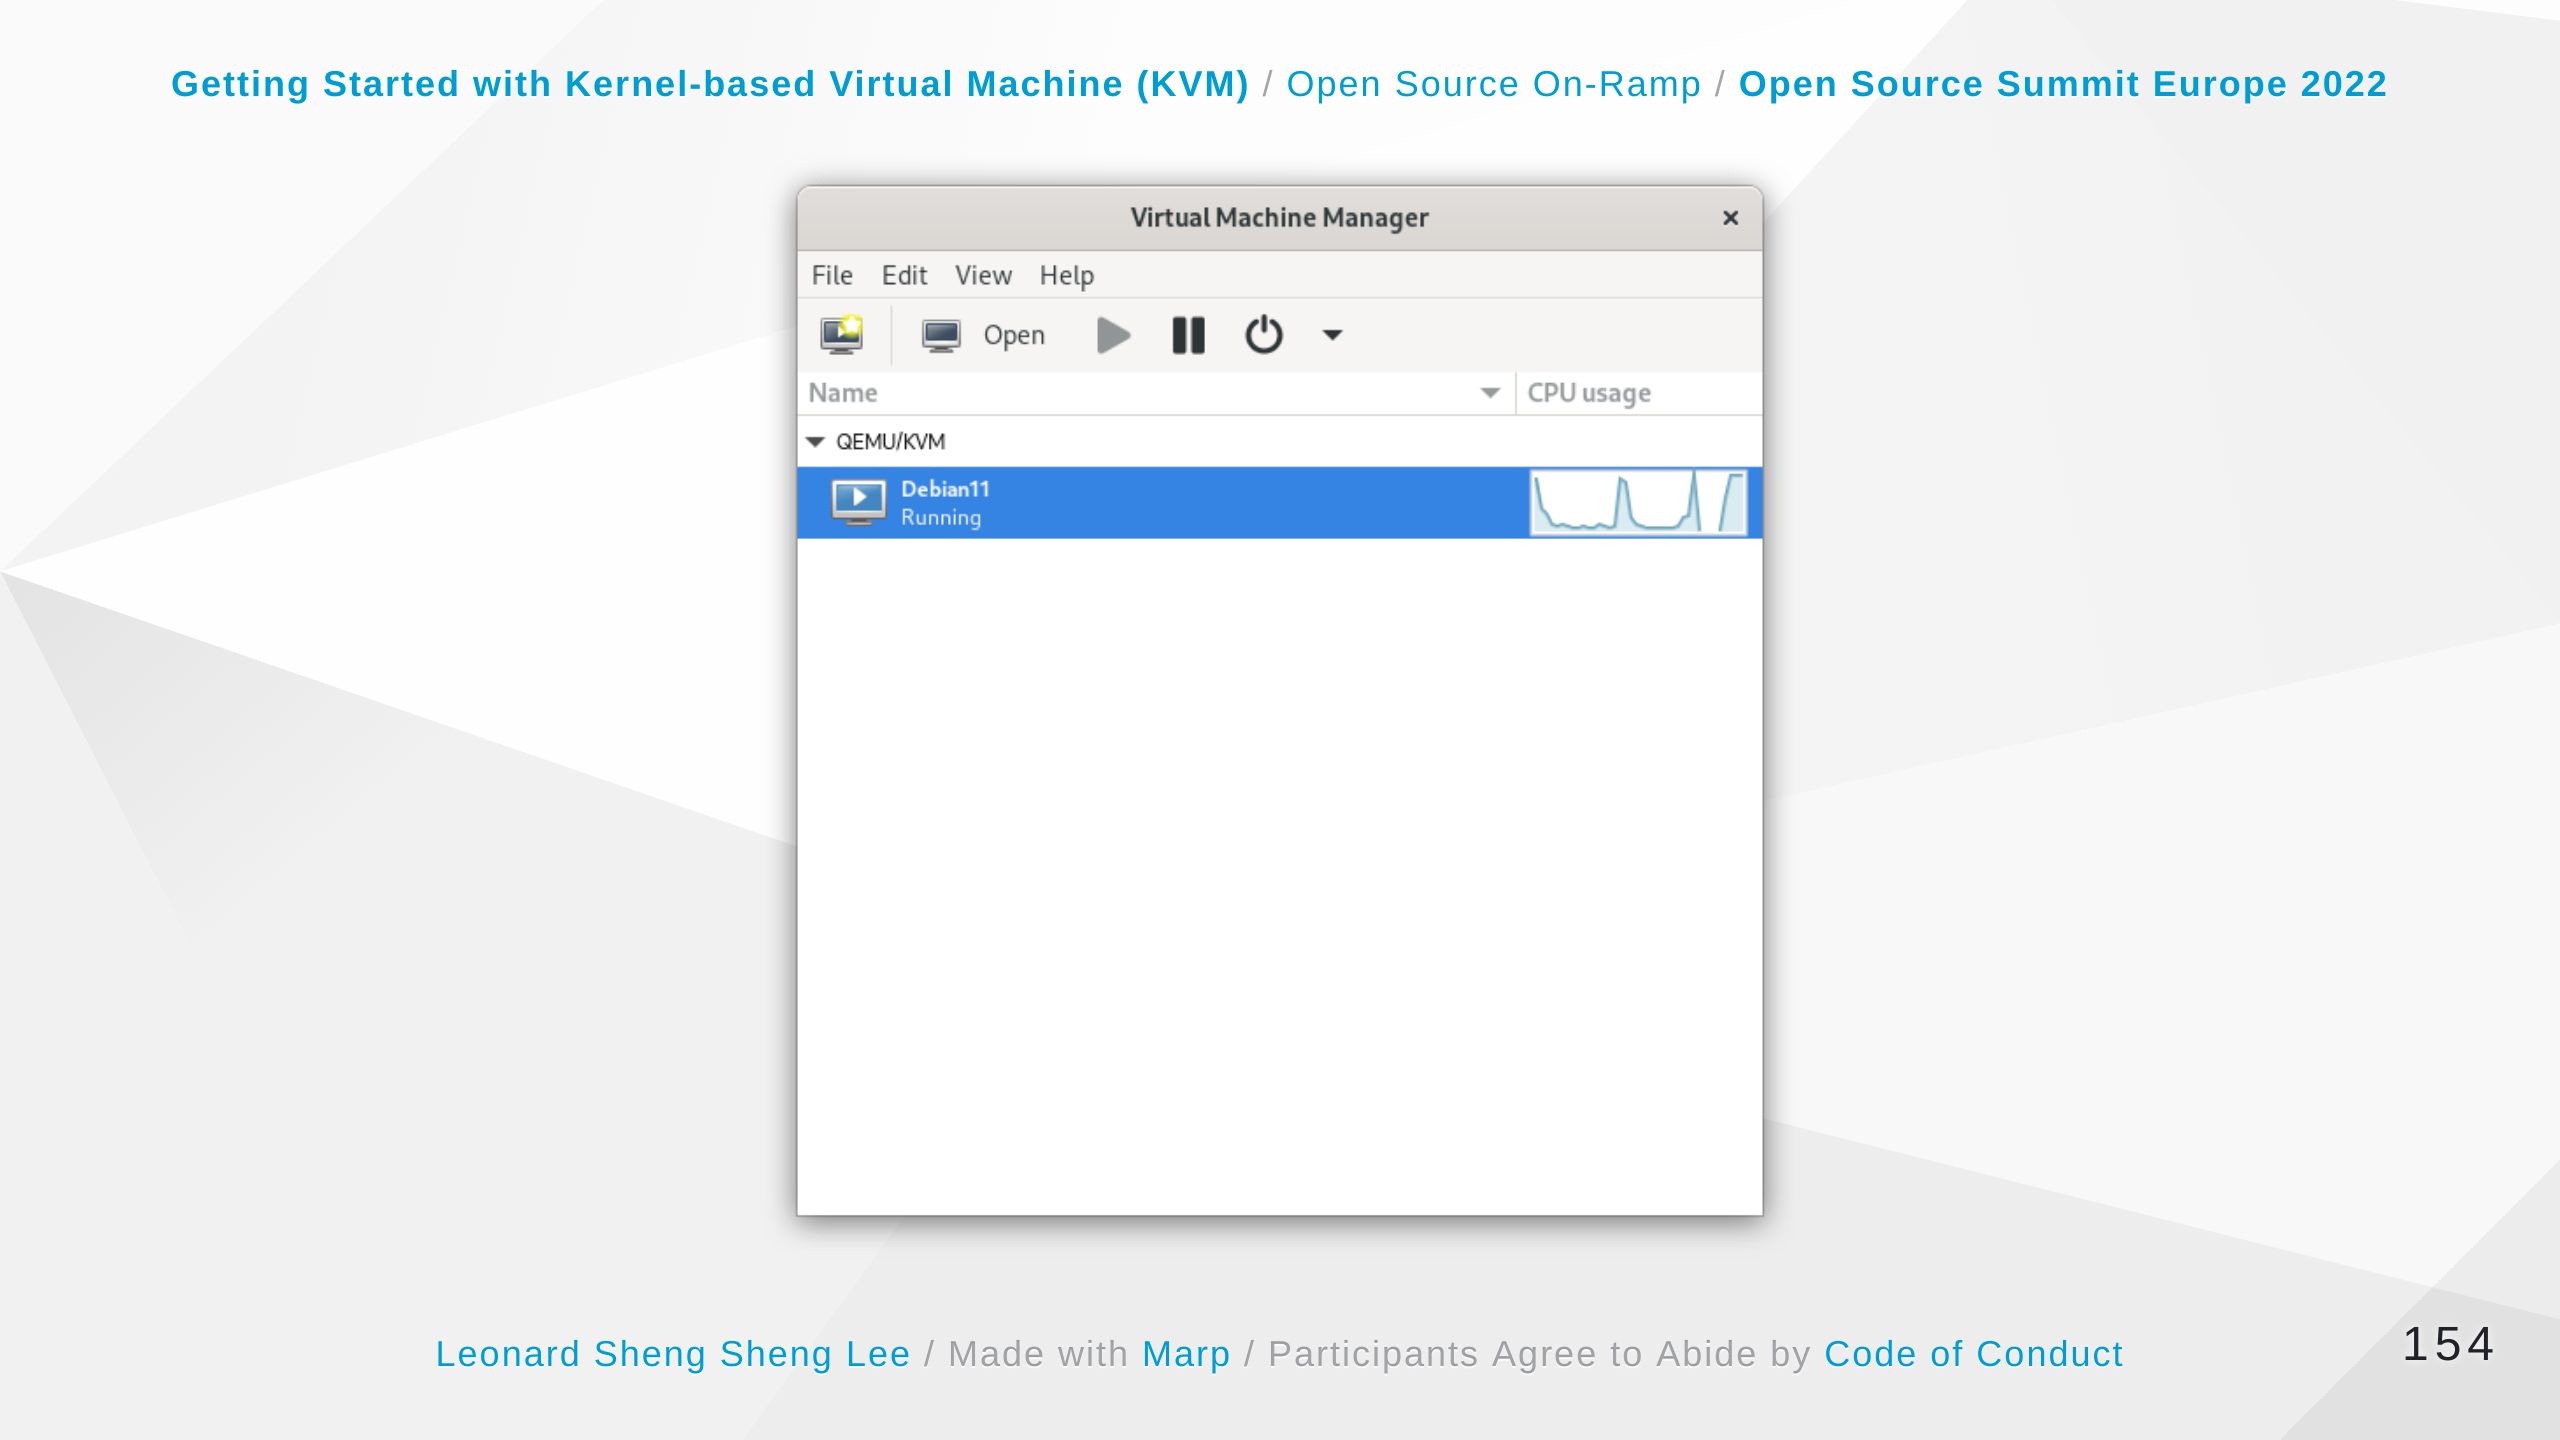 Getting Started with Kernel-based Virtual Machine (KVM) / Open Source On-Ramp / Open Source Summit Europe 2022
Virtual Machine Manager
File Edit View Help
Open
Name CPU usage
QEMU/KVM
Debian11
Running
Leonard Sheng Sheng Lee / Made with Marp / Participants Agree to Abide by Code of Conduct
154